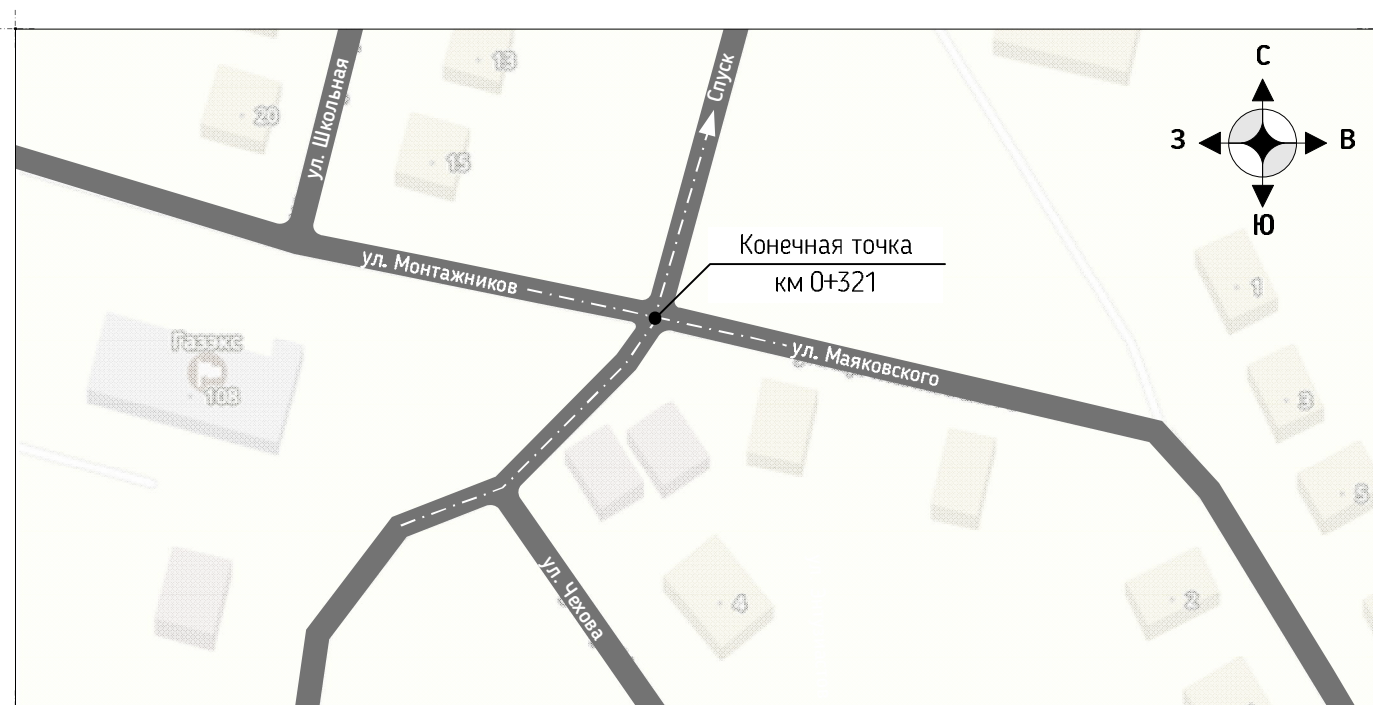 С
З
В
Ю
ул. Школьная
Спуск
20
13
15
Конечная точка
км 0+321
ул. Монтажников
ул. Маяковского
Газэкс
108
1
3
5
ул. Чехова
4
2